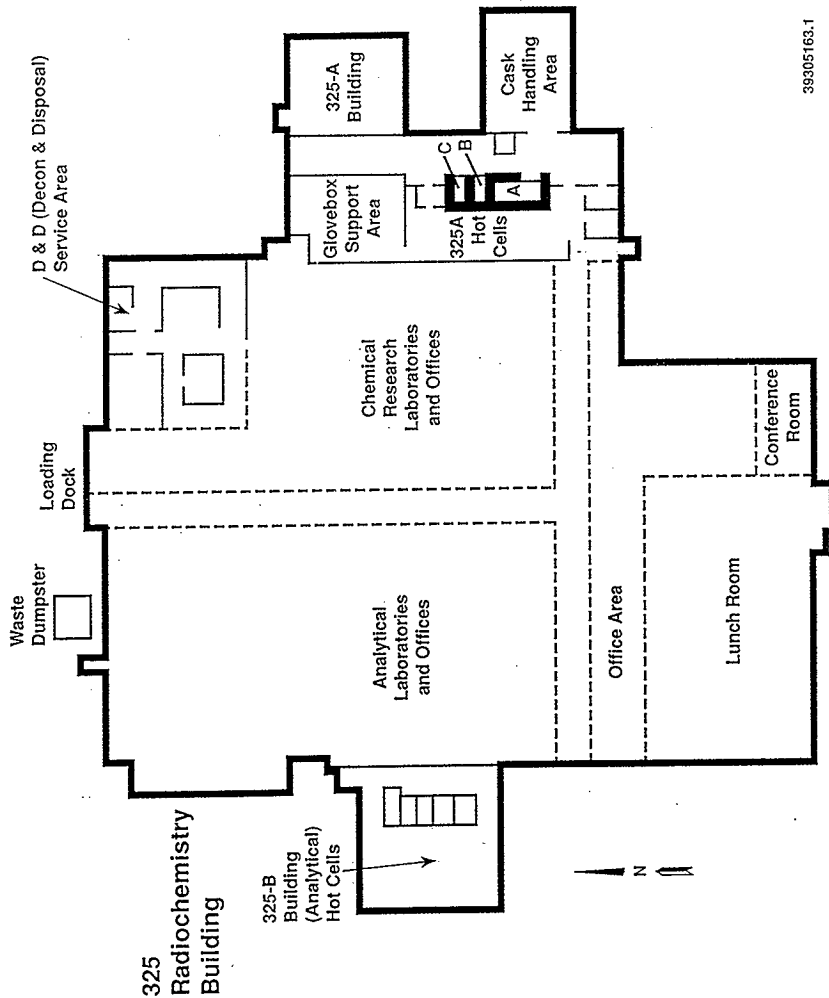 325
Radiochemistry
Building
Waste
Dumpster
Loading
Dock
D & D (Decon & Disposal)
Service Area
325-B
Building
(Analytical)
Hot Cells
Analytical
Laboratories
and Offices
Chemical
Research
Laboratories
and Offices
Glovebox
Support
Area
325-A
Building
325A
Hot
Cells
C
B
A
Cask
Handling
Area
Office Area
Lunch Room
Conference
Room
N
39305163.1